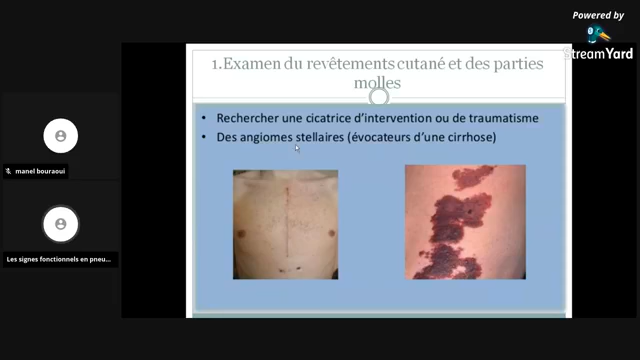 Powered by
StreamYard
1.Examen du revêtements cutané et des parties
molles
• Rechercher une cicatrice d'intervention ou de traumatisme
• Des angiomes stellaires (évocateurs d'une cirrhose)
manel bouraoui
Les signes fonctionnels en pneu...